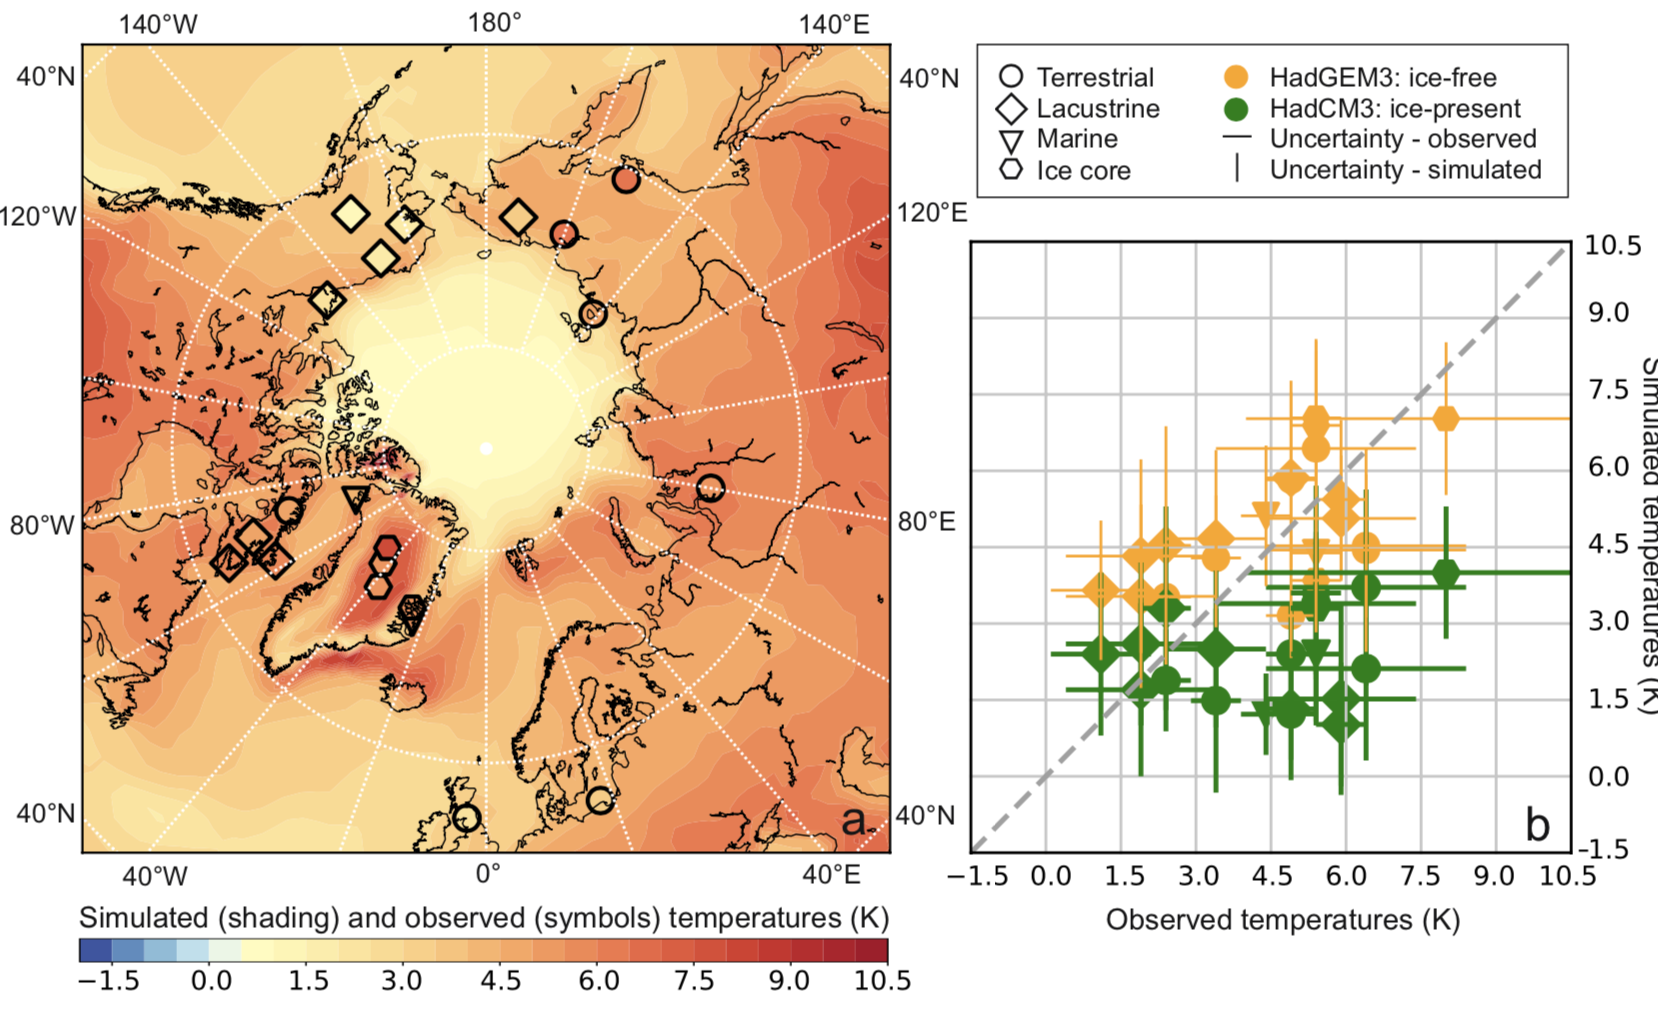 140°W 180° 140°E
40°N 40°N
120°W 120°E
80°W 80°E
40°N 40°N
a
40°W 0° 40°E
Simulated (shading) and observed (symbols) temperatures (K)
−1.5 0.0 1.5 3.0 4.5 6.0 7.5 9.0 10.5
Terrestrial
Lacustrine
Marine
Ice core
HadGEM3: ice-free
HadCM3: ice-present
Uncertainty - observed
Uncertainty - simulated
10.5
9.0
7.5
6.0
4.5
3.0
1.5
0.0
-1.5
Simulated temperatures (K)
b
−1.5 0.0 1.5 3.0 4.5 6.0 7.5 9.0 10.5
Observed temperatures (K)